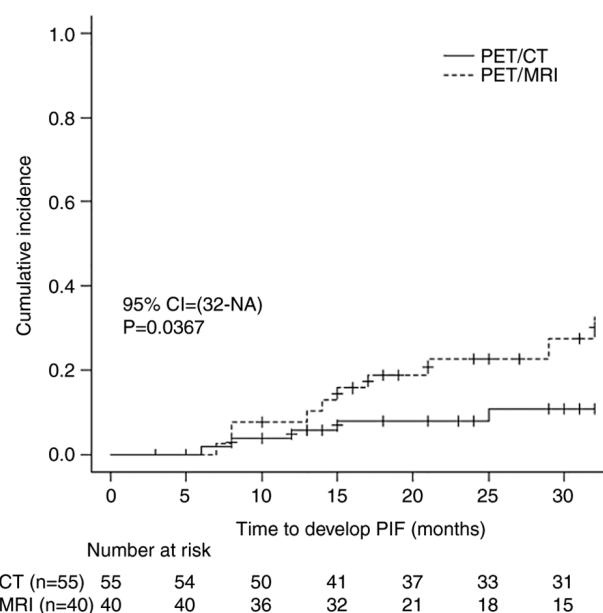 1.0
0.8
0.6
0.4
0.2
0.0
Cumulative incidence
PET/CT
PET/MRI
95% CI=(32-NA)
P=0.0367
0 5 10 15 20 25 30
Time to develop PIF (months)
Number at risk
CT (n=55) 55 54 50 41 37 33 31
MRI (n=40) 40 40 36 32 21 18 15